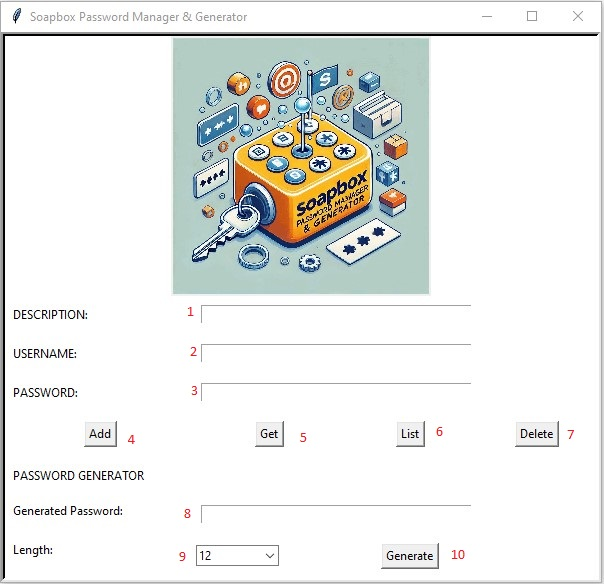 Soapbox Password Manager & Generator
S
Soapbox
PASSWORD MANAGER
& GENERATOR
***
DESCRIPTION: 1
USERNAME: 2
PASSWORD: 3
Add 4 Get 5 List 6 Delete 7
PASSWORD GENERATOR
Generated Password: 8
Length: 9 12 Generate 10